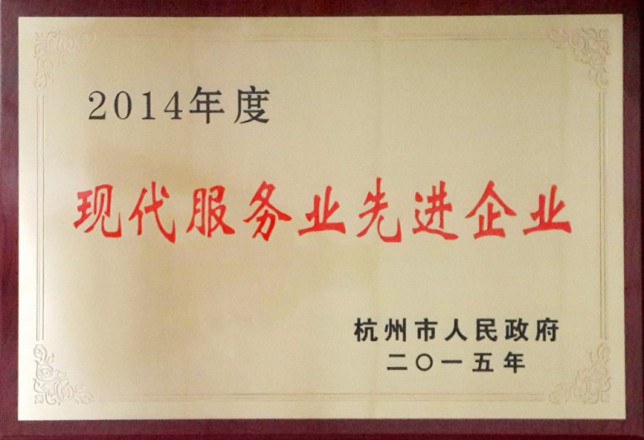 2014年度
现代服务业先进企业
杭州市人民政府
二〇一五年